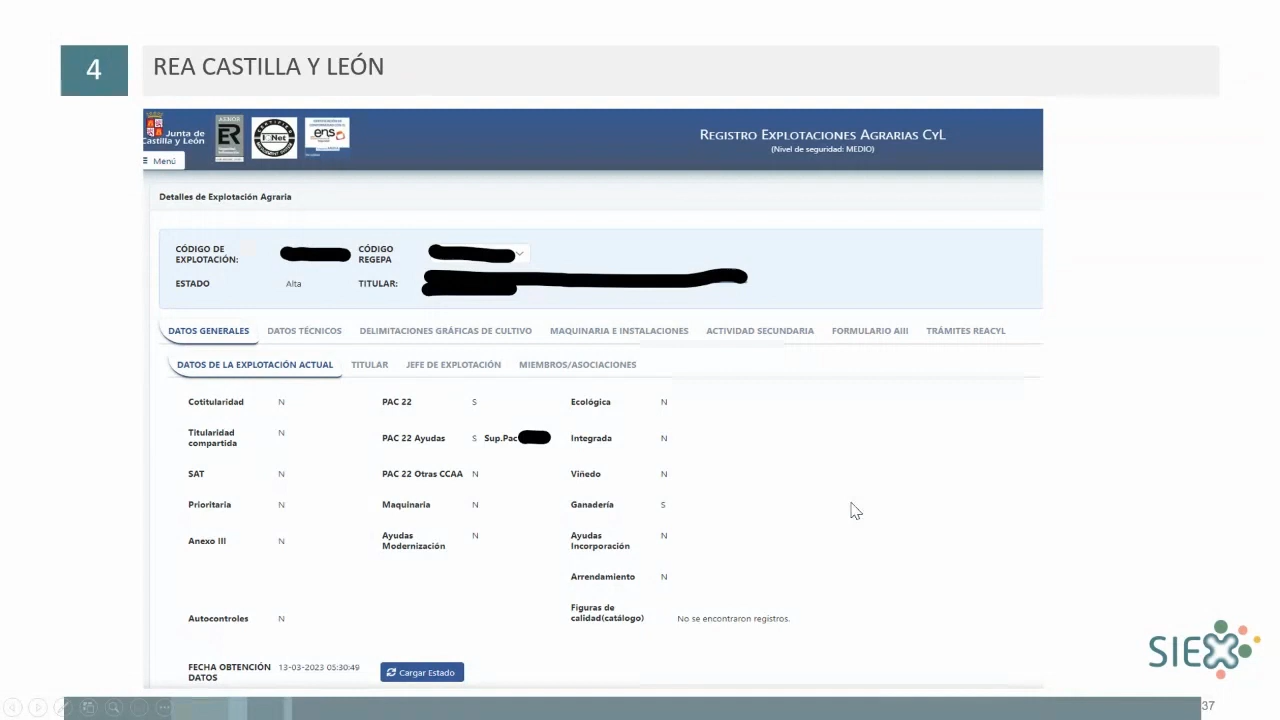 4
REA CASTILLA Y LEÓN
Junta de
Castilla y León
AENOR
ER
IQNet
ens
REGISTRO EXPLOTACIONES AGRARIAS CYL
(Nivel de seguridad: MEDIO)
Menú
Detalles de Explotación Agraria
CÓDIGO DE
EXPLOTACIÓN:
CÓDIGO
REGEPA
ESTADO Alta TITULAR:
DATOS GENERALES DATOS TÉCNICOS DELIMITACIONES GRÁFICAS DE CULTIVO MAQUINARIA E INSTALACIONES ACTIVIDAD SECUNDARIA FORMULARIO AIII TRÁMITES REACYL
DATOS DE LA EXPLOTACIÓN ACTUAL TITULAR JEFE DE EXPLOTACIÓN MIEMBROS/ASOCIACIONES
Cotitularidad N PAC 22 S Ecológica N
Titularidad
compartida N PAC 22 Ayudas S Sup.Pac Integrada N
SAT N PAC 22 Otras CCAA N Viñedo N
Prioritaria N Maquinaria N Ganadería S
Anexo III N Ayudas
Modernización N Ayudas
Incorporación N
Arrendamiento N
Autocontroles N Figuras de
calidad(catálogo) No se encontraron registros.
FECHA OBTENCIÓN
DATOS 13-03-2023 05:30:49 Cargar Estado
SIEX
37